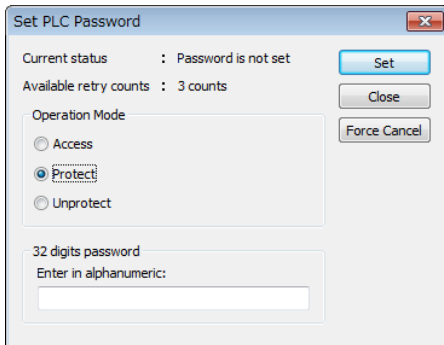 Set PLC Password
Current status : Password is not set
Set
Available retry counts : 3 counts
Close
Operation Mode
Force Cancel
Access
Protect
Unprotect
32 digits password
Enter in alphanumeric: